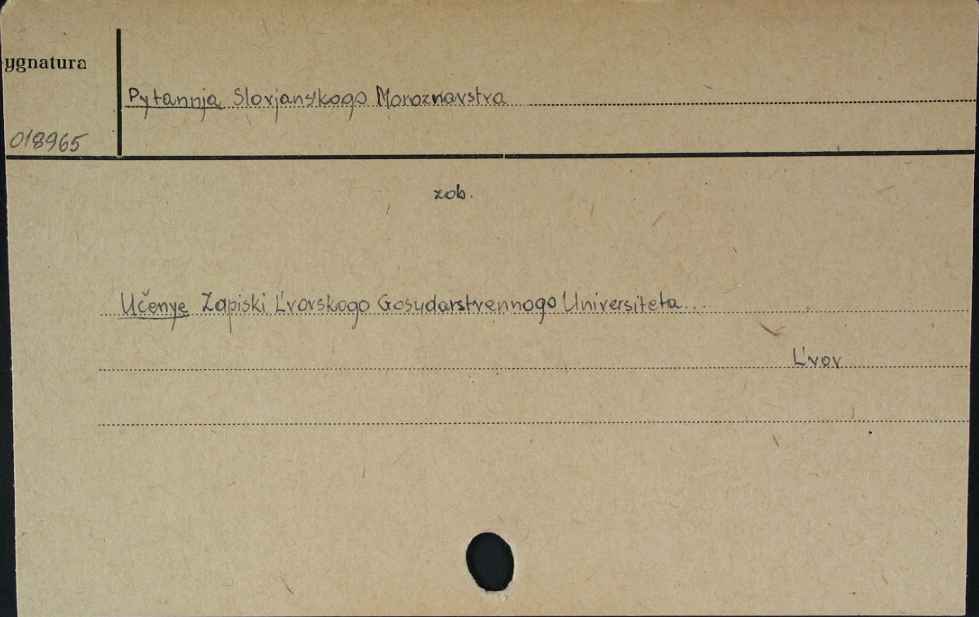 ygnatura
Pytannja Slovjans'kogo Movoznavstva
018965
zob.
Učenye Zapiski L'vovskogo Gosudarstvennogo Universiteta...
L'vov